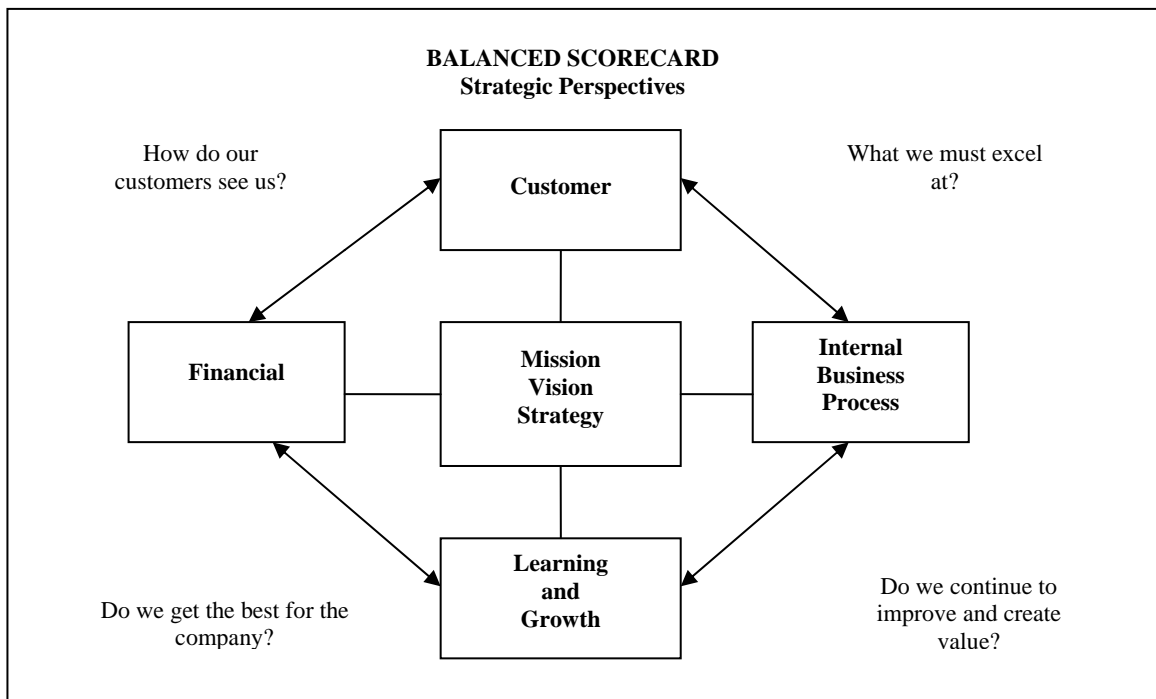 BALANCED SCORECARD
Strategic Perspectives
How do our
customers see us?
What we must excel
at?
Customer
Financial
Mission
Vision
Strategy
Internal
Business
Process
Learning
and
Growth
Do we get the best for the
company?
Do we continue to
improve and create
value?